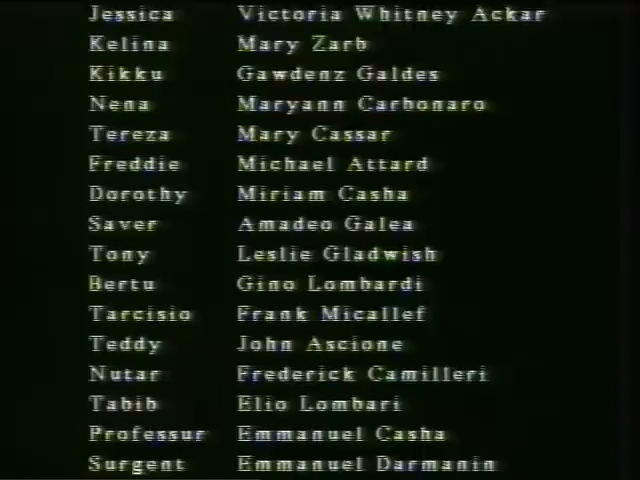 Jessica Victoria Whitney Ackar
Kelina Mary Zarb
Kikku Gawdenz Galdes
Nena Maryann Carbonaro
Tereza Mary Cassar
Freddie Michael Attard
Dorothy Miriam Casha
Saver Amadeo Galea
Tony Leslie Gladwish
Bertu Gino Lombardi
Tarcisio Frank Micallef
Teddy John Ascione
Nutar Frederick Camilleri
Tabib Elio Lombari
Professur Emmanuel Casha
Surgent Emmanuel Darmanin